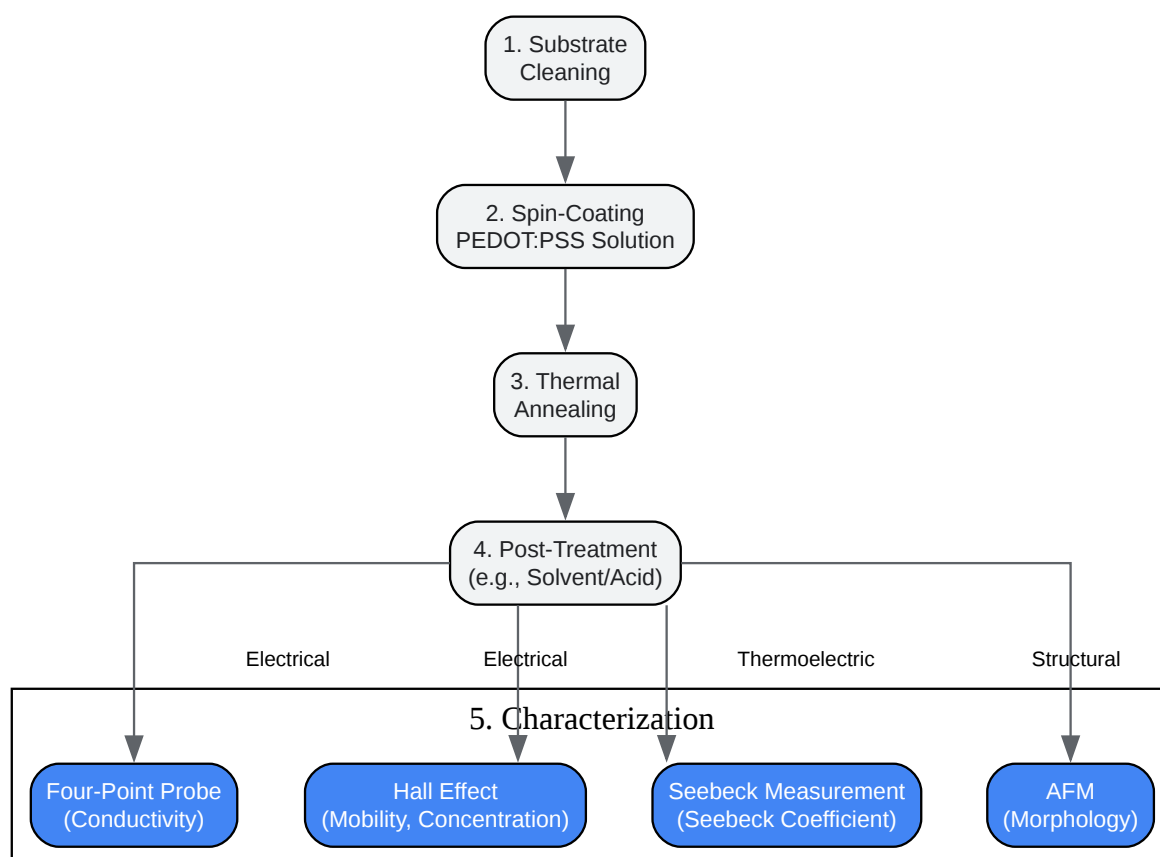 1. Substrate
Cleaning
2. Spin-Coating
PEDOT:PSS Solution
3. Thermal
Annealing
4. Post-Treatment
(e.g., Solvent/Acid)
Electrical
Electrical
Thermoelectric
Structural
5. Characterization
Four-Point Probe
(Conductivity)
Hall Effect
(Mobility, Concentration)
Seebeck Measurement
(Seebeck Coefficient)
AFM
(Morphology)